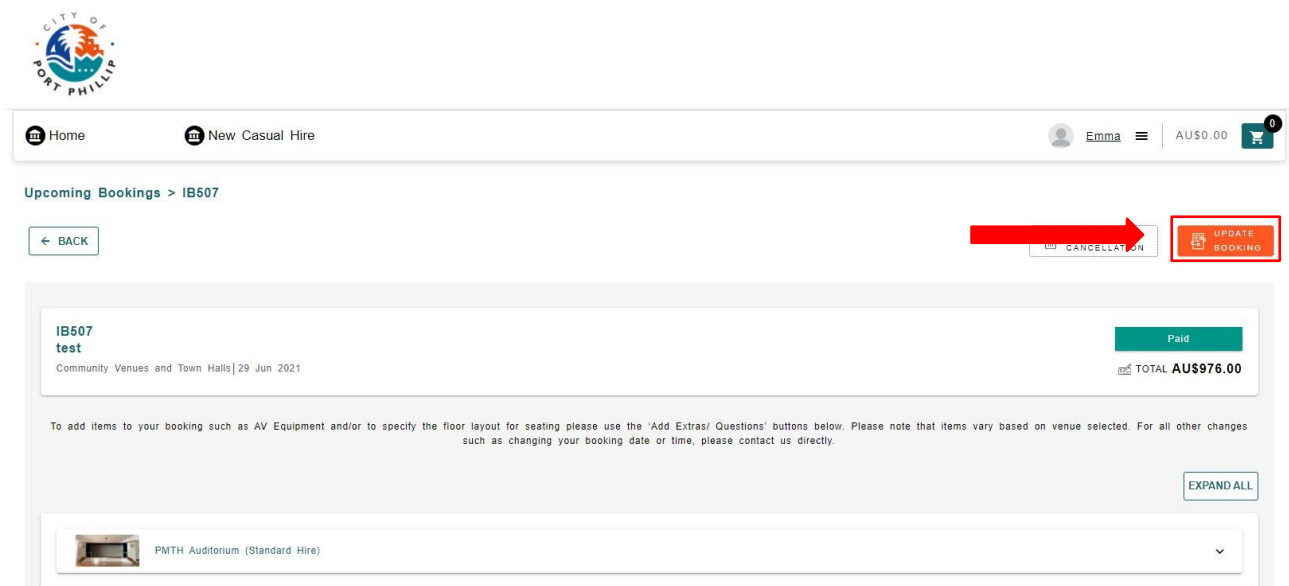 CITY OF
PORT PHILLIP
Home
New Casual Hire
Emma
AU$0.00
0
Upcoming Bookings > IB507
← BACK
CANCELLATION
UPDATE
BOOKING
IB507
test
Community Venues and Town Halls| 29 Jun 2021
Paid
TOTAL AU$976.00
To add items to your booking such as AV Equipment and/or to specify the floor layout for seating please use the 'Add Extras/ Questions' buttons below. Please note that items vary based on venue selected. For all other changes
such as changing your booking date or time, please contact us directly.
EXPAND ALL
PMTH Auditorium (Standard Hire)